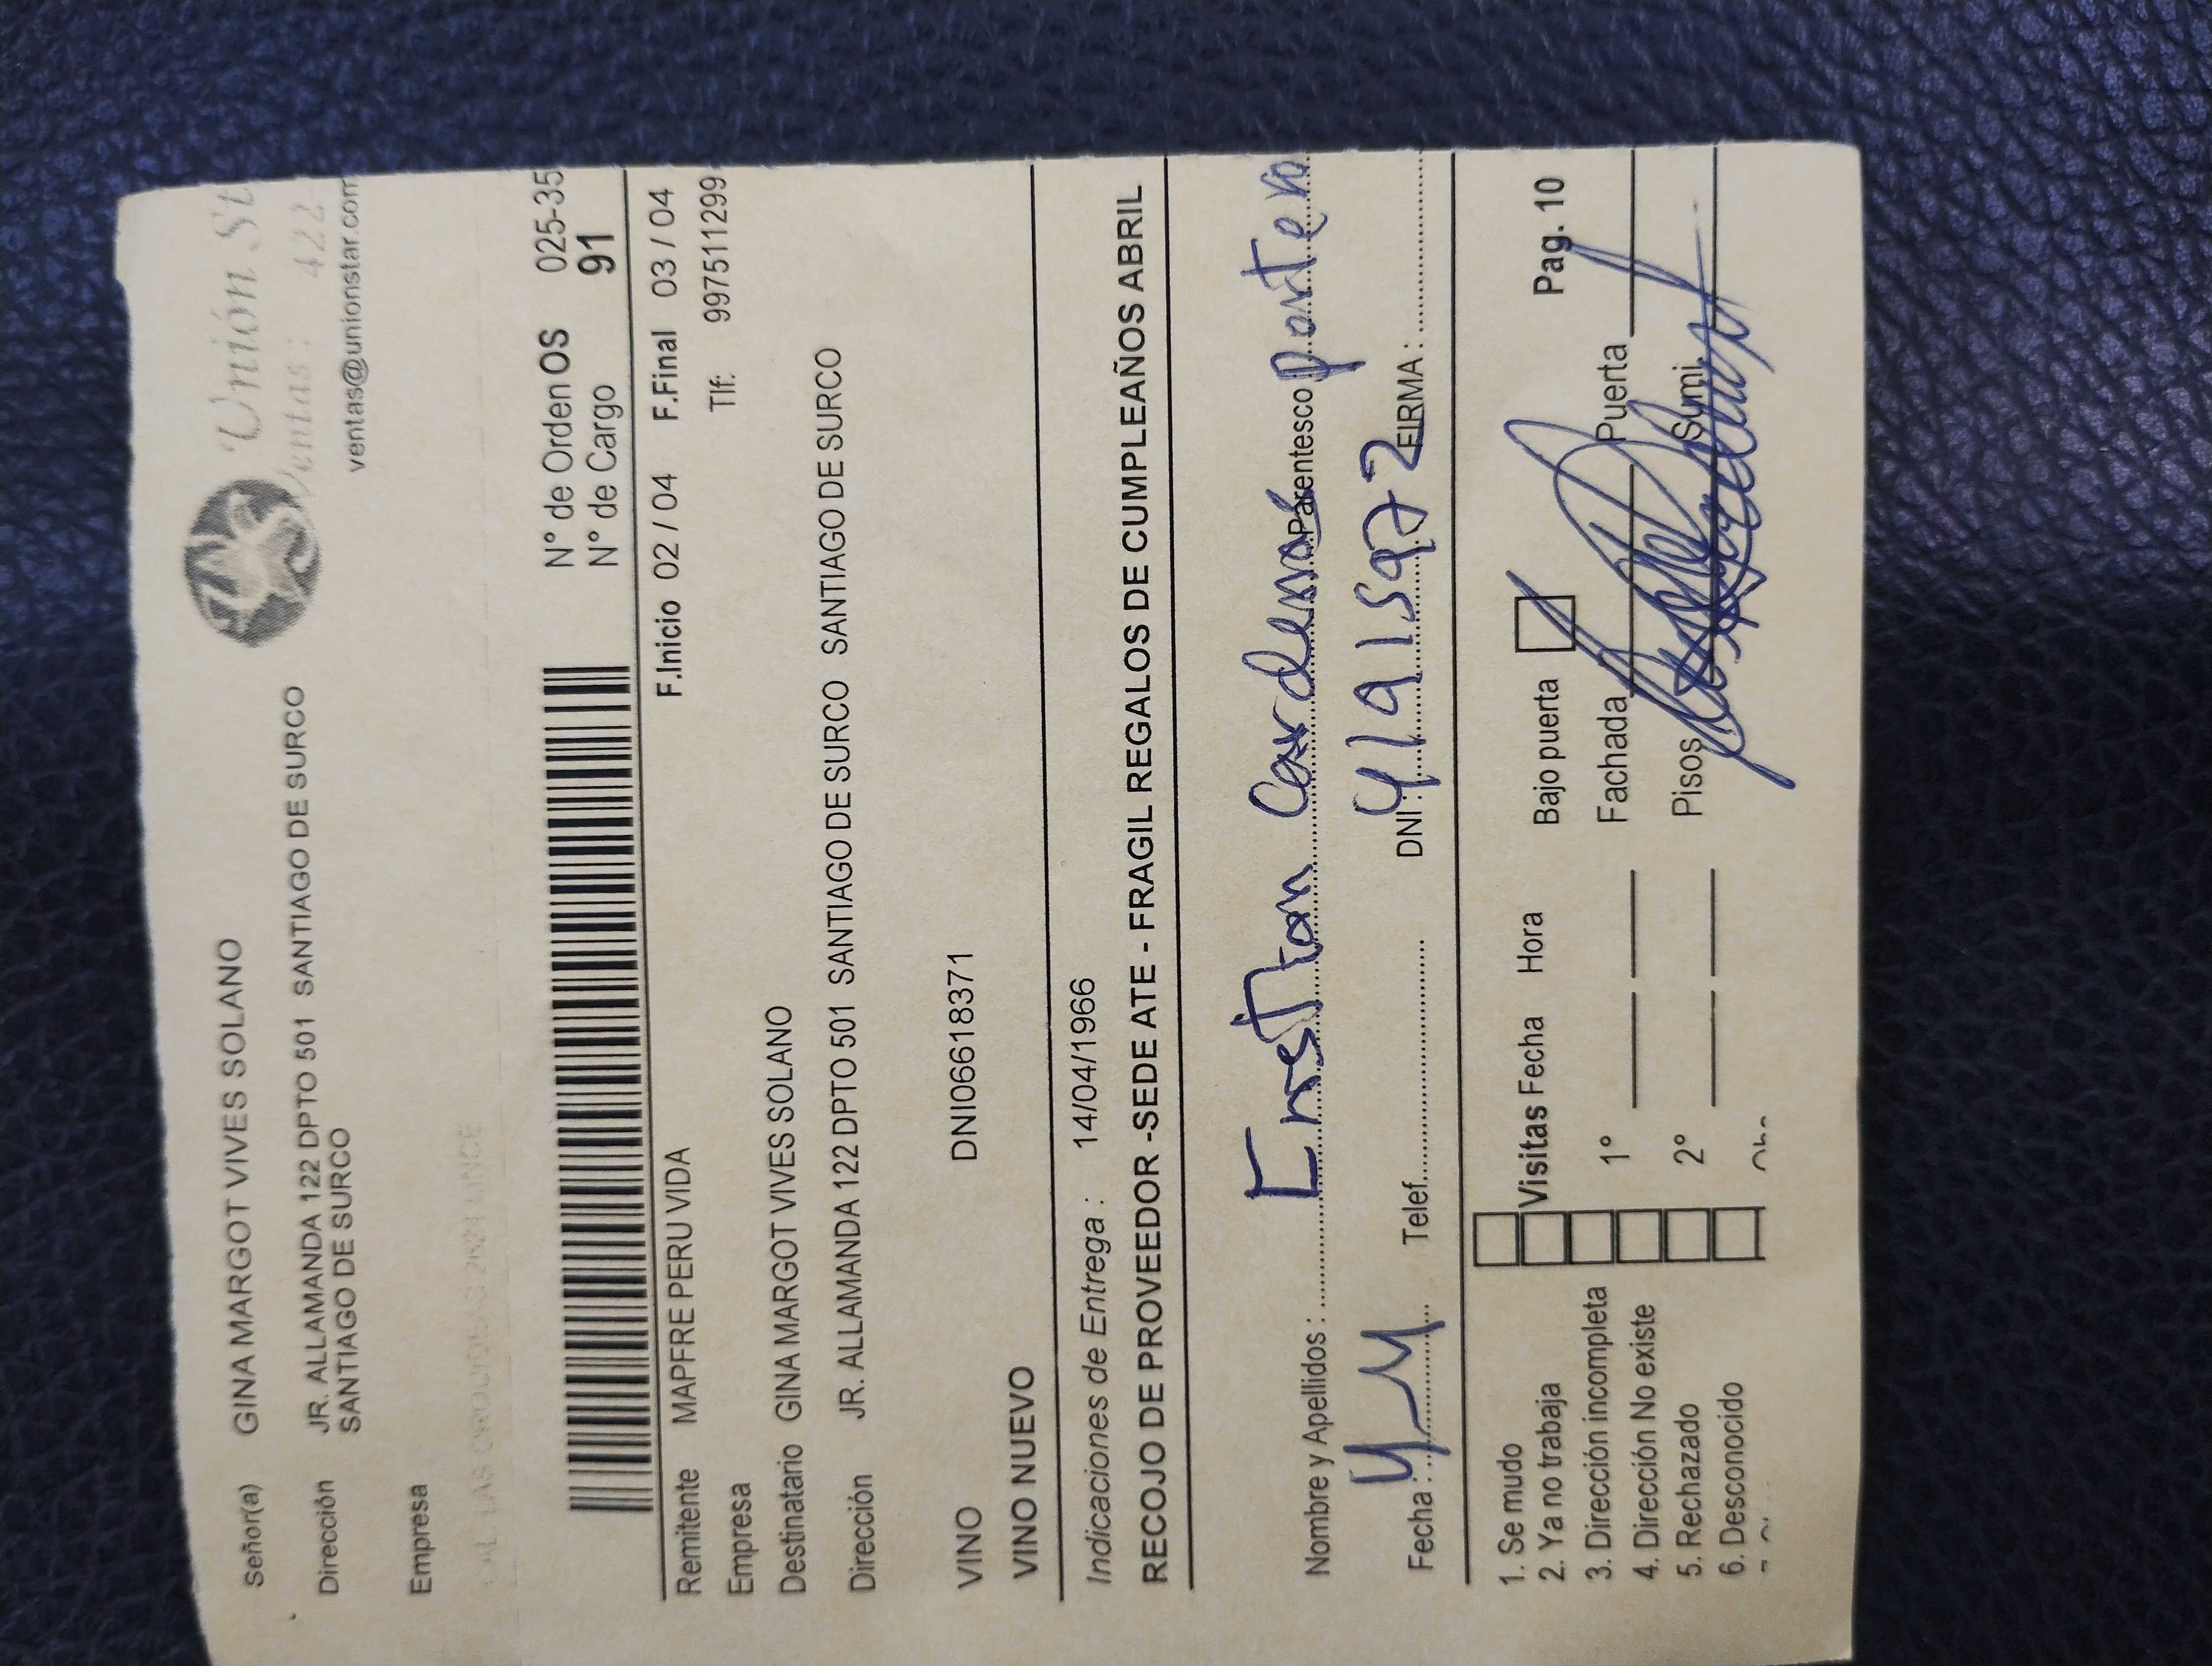 Unión St
Ventas: 422
ventas@unionstar.com
Señor(a) GINA MARGOT VIVES SOLANO
Dirección JR. ALLAMANDA 122 DPTO 501 SANTIAGO DE SURCO
SANTIAGO DE SURCO
Empresa
N° de Orden OS 025-35
N° de Cargo 91
F.Inicio 02 / 04 F.Final 03 / 04
Remitente MAPFRE PERU VIDA
Tlf: 997511299
Empresa
Destinatario GINA MARGOT VIVES SOLANO
Dirección JR. ALLAMANDA 122 DPTO 501 SANTIAGO DE SURCO SANTIAGO DE SURCO
VINO DNI06618371
VINO NUEVO
Indicaciones de Entrega : 14/04/1966
RECOJO DE PROVEEDOR -SEDE ATE - FRAGIL REGALOS DE CUMPLEAÑOS ABRIL
Nombre y Apellidos : Cardenas Parentesco portero
Fecha : Telef. DNI: 41915972 FIRMA :
1. Se mudo
2. Ya no trabaja
3. Dirección incompleta
4. Dirección No existe
5. Rechazado
6. Desconocido
Visitas Fecha Hora Bajo puerta Pag. 10
1° Fachada Puerta
2° Pisos Sumi.